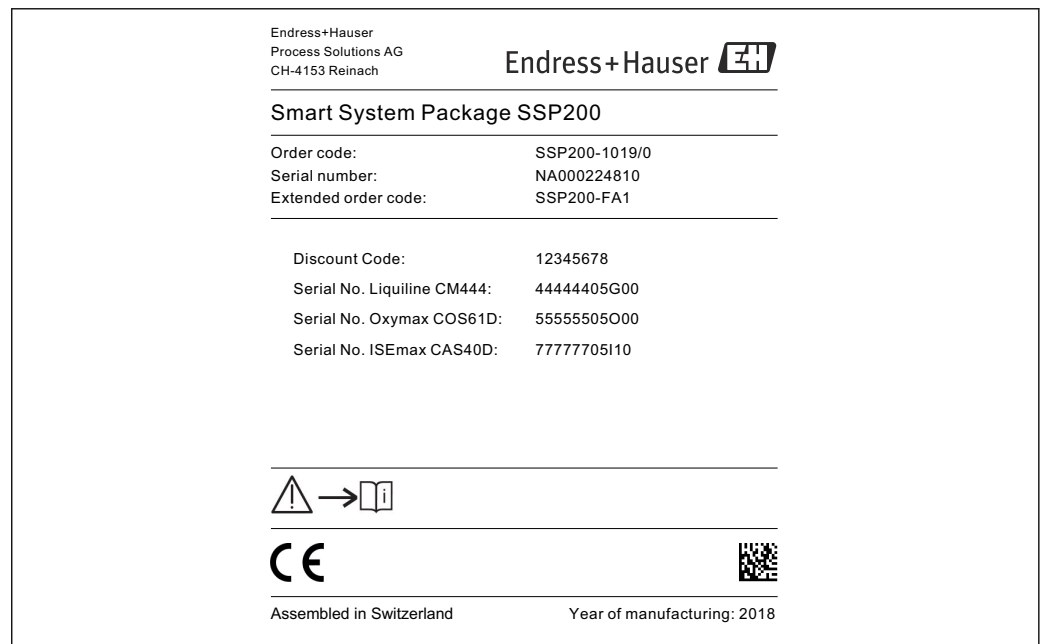 Endress+Hauser
Process Solutions AG
CH-4153 Reinach
Endress+Hauser EH
Smart System Package SSP200
Order code: SSP200-1019/0
Serial number: NA000224810
Extended order code: SSP200-FA1
Discount Code: 12345678
Serial No. Liquiline CM444: 44444405G00
Serial No. Oxymax COS61D: 55555505O00
Serial No. ISEmax CAS40D: 77777705I10
i
CE
Assembled in Switzerland Year of manufacturing: 2018